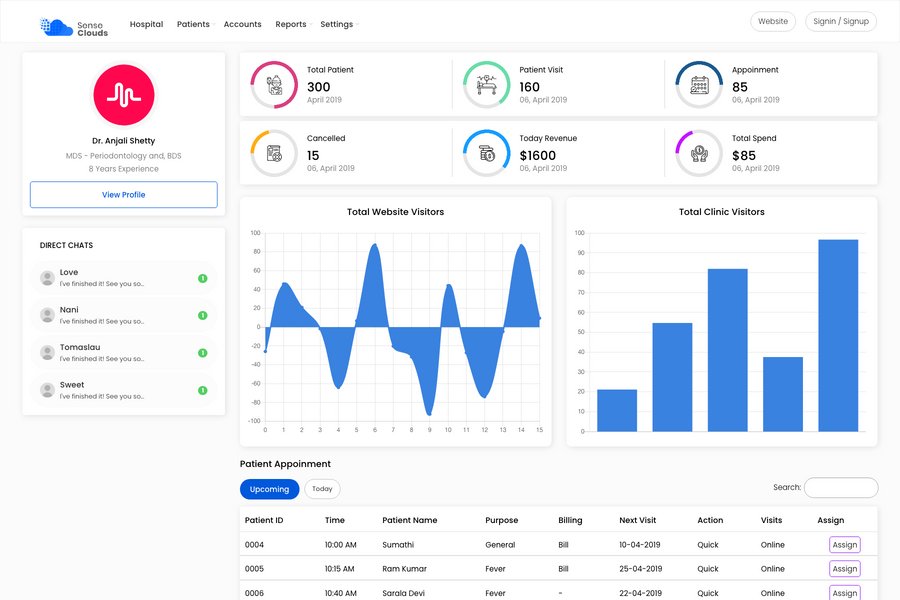 Sense
Clouds
Hospital Patients Accounts Reports Settings
Website Signin / Signup
Dr. Anjali Shetty
MDS - Periodontology and, BDS
8 Years Experience
View Profile
DIRECT CHATS
Love
I've finished it! See you so...
1
Nani
I've finished it! See you so...
1
Tomaslau
I've finished it! See you so...
1
Sweet
I've finished it! See you so...
1
Total Patient
300
April 2019
Patient Visit
160
06, April 2019
Appoinment
85
06, April 2019
Cancelled
15
06, April 2019
Today Revenue
$1600
06, April 2019
Total Spend
$85
06, April 2019
Total Website Visitors
100
80
60
40
20
0
-20
-40
-60
-80
-100
0 1 2 3 4 5 6 7 8 9 10 11 12 13 14 15
Total Clinic Visitors
100
90
80
70
60
50
40
30
20
10
0
Patient Appoinment
Upcoming Today
Search:
Patient ID Time Patient Name Purpose Billing Next Visit Action Visits Assign
0004 10:00 AM Sumathi General Bill 10-04-2019 Quick Online Assign
0005 10:15 AM Ram Kumar Fever Bill 25-04-2019 Quick Online Assign
0006 10:40 AM Sarala Devi Fever - 22-04-2019 Quick Online Assign